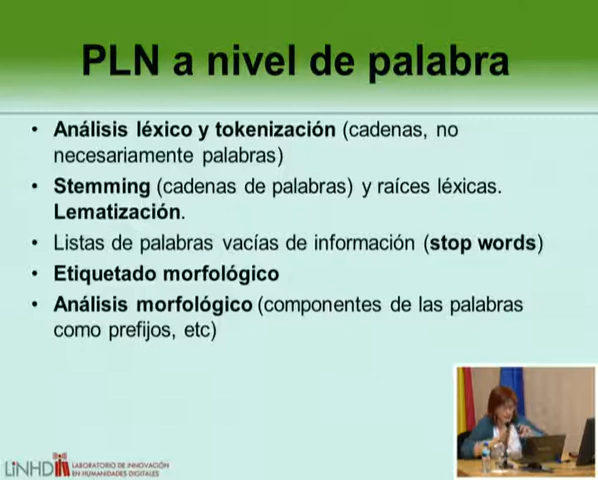 PLN a nivel de palabra
• Análisis léxico y tokenización (cadenas, no
necesariamente palabras)
• Stemming (cadenas de palabras) y raíces léxicas.
Lematización.
• Listas de palabras vacías de información (stop words)
• Etiquetado morfológico
• Análisis morfológico (componentes de las palabras
como prefijos, etc)
LiNHD
LABORATORIO DE INNOVACIÓN
EN HUMANIDADES DIGITALES